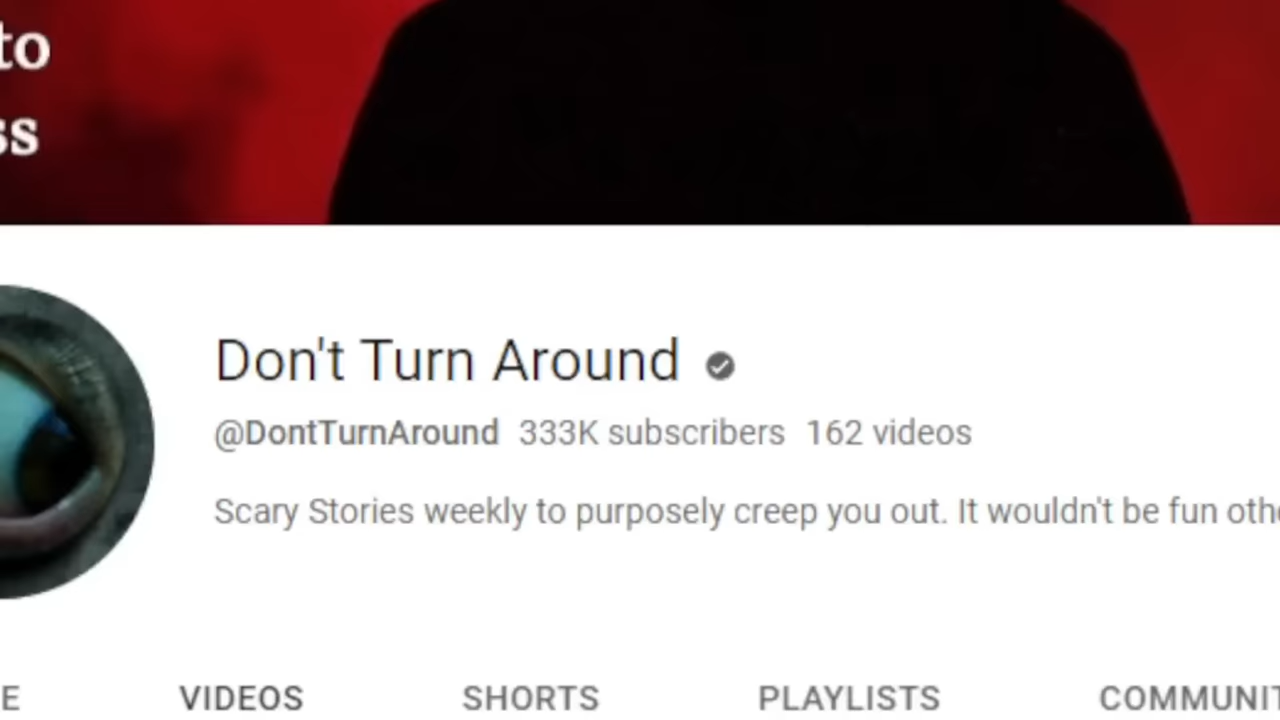 to
ss
Don't Turn Around
@DontTurnAround 333K subscribers 162 videos
Scary Stories weekly to purposely creep you out. It wouldn't be fun oth
E VIDEOS SHORTS PLAYLISTS COMMUNIT